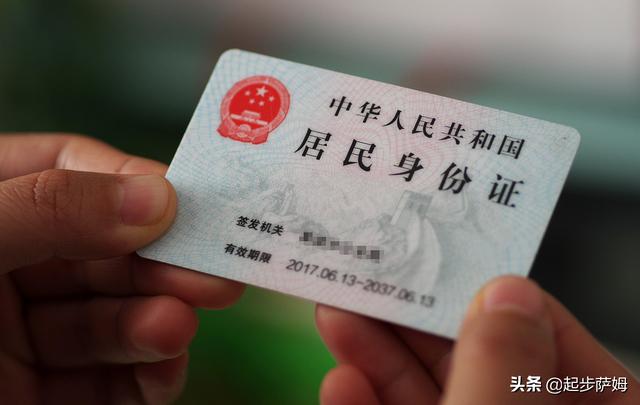 中华人民共和国
居民身份证
签发机关
有效期限 2017.06.13-2037.06.13
头条 @起步萨姆